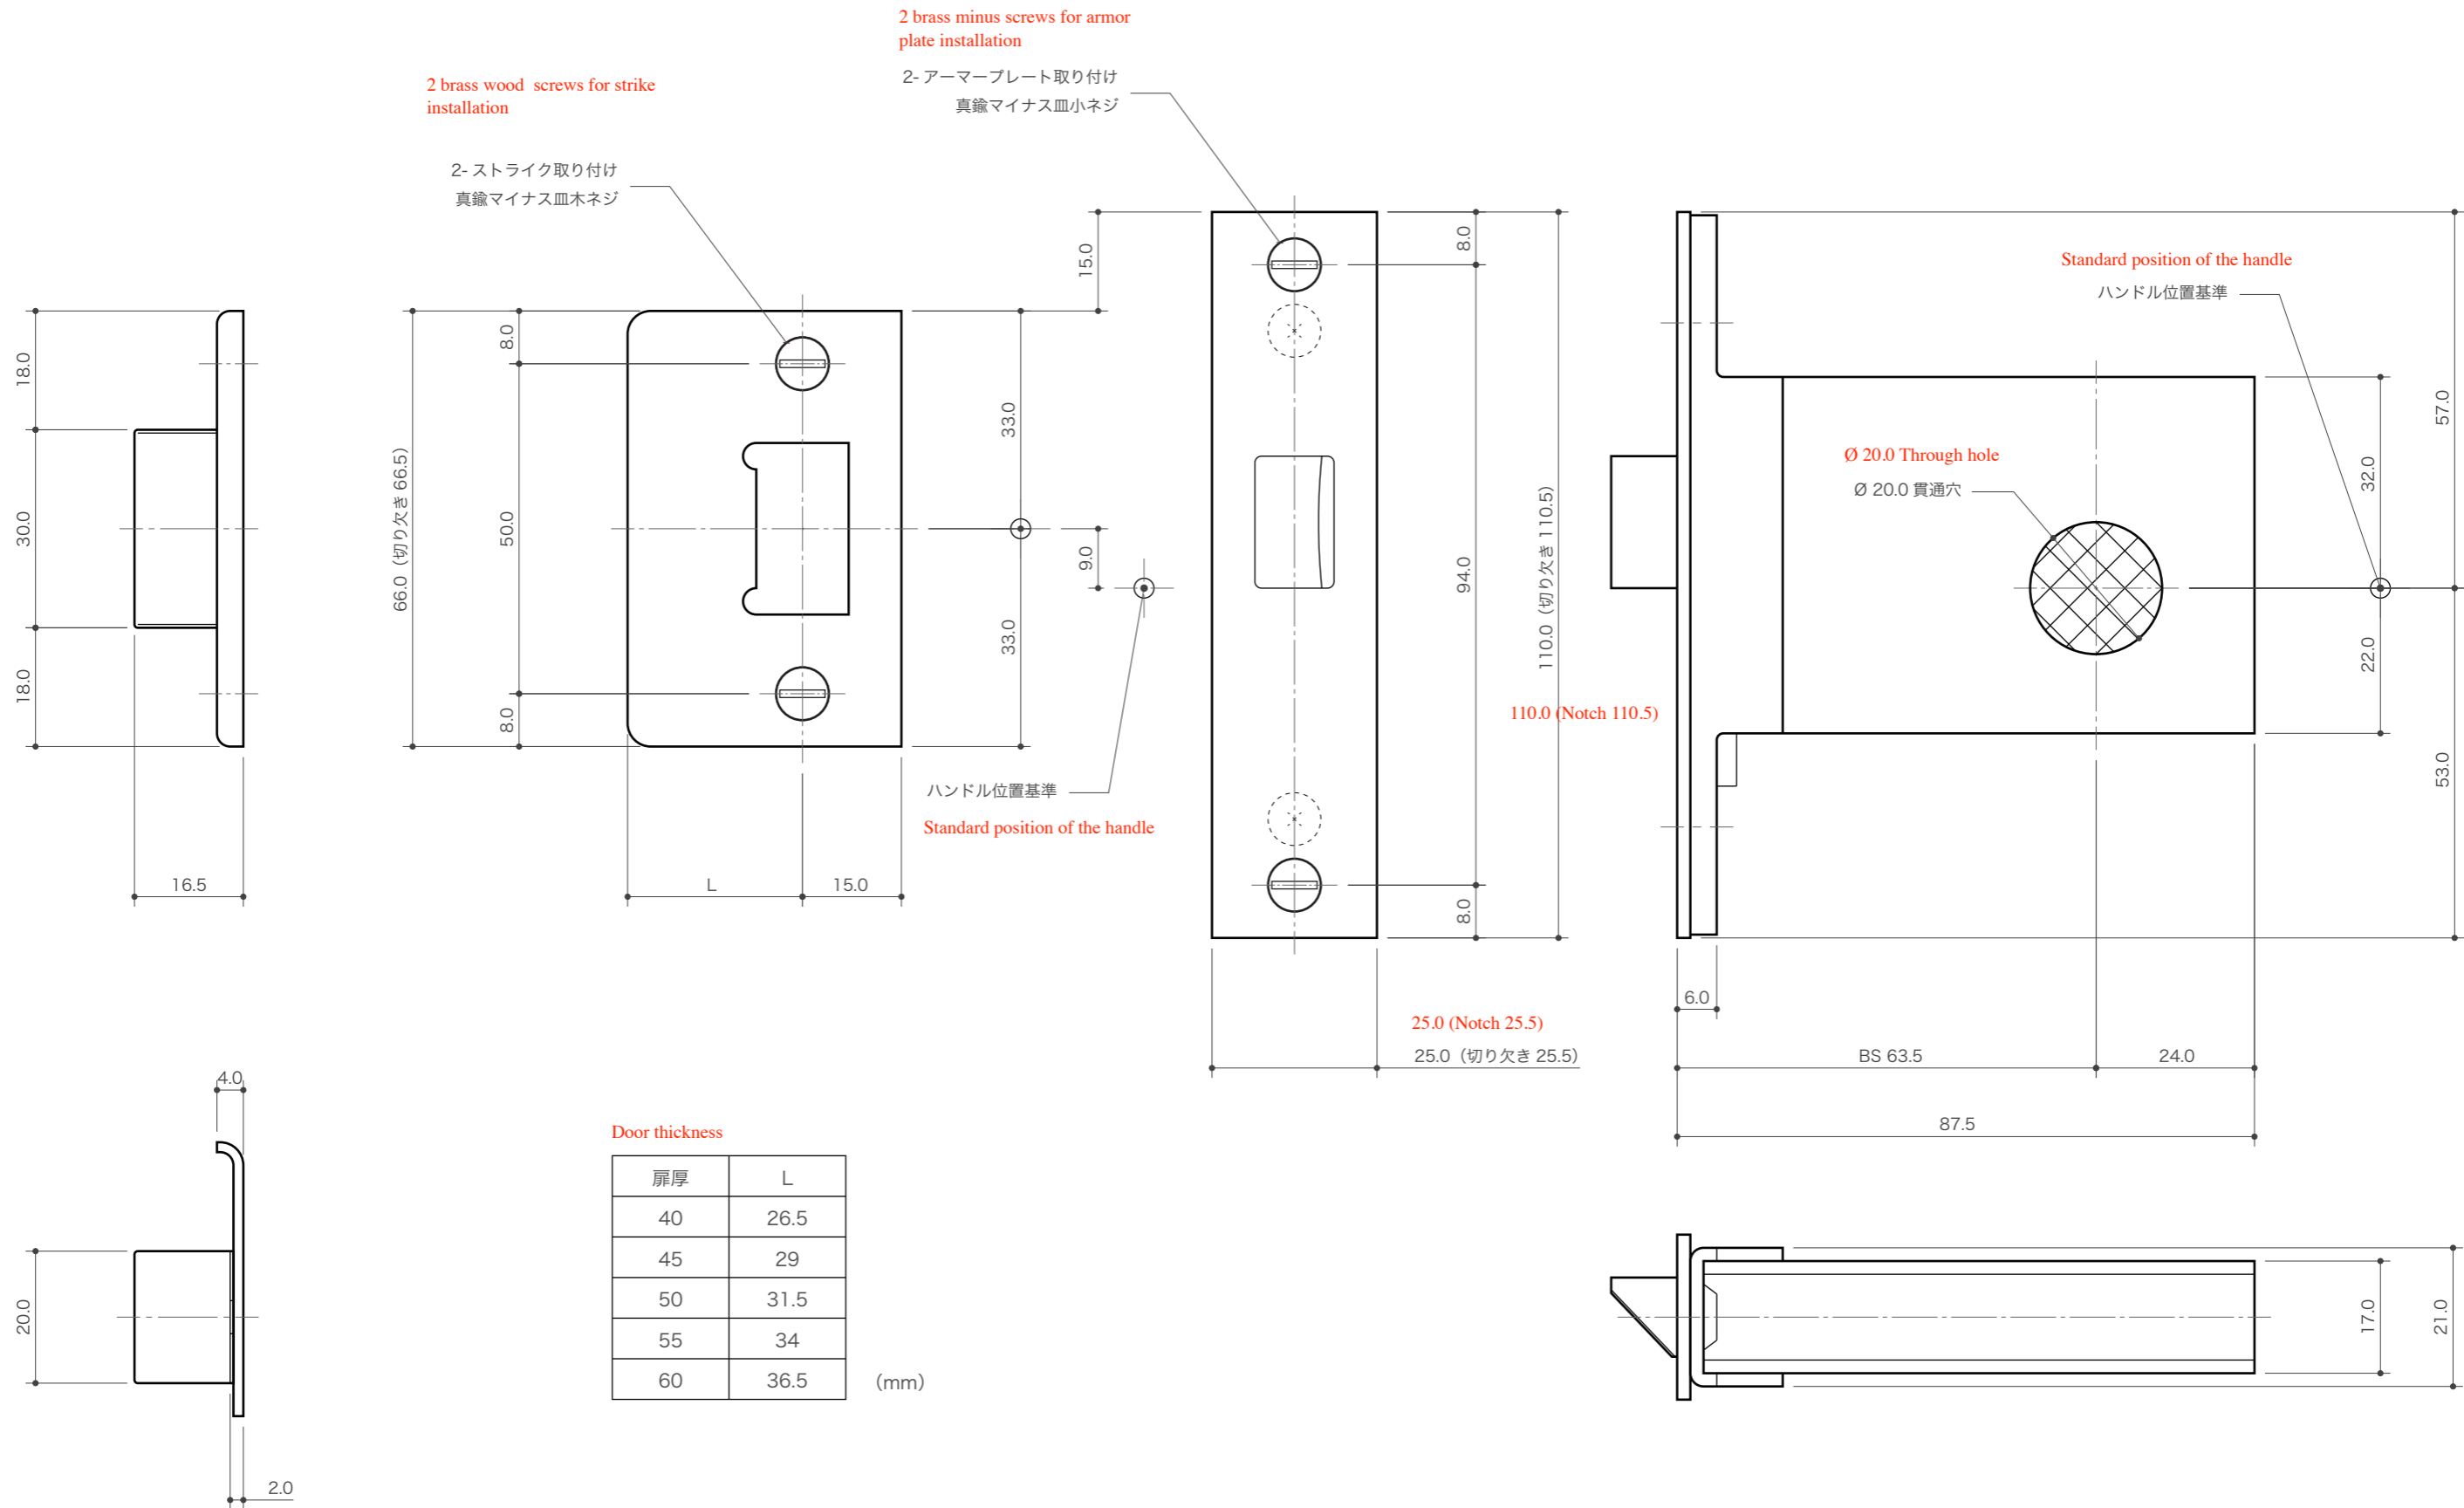 2 brass minus screws for armor
plate installation
2- アーマープレート取り付け
真鍮マイナス皿小ネジ
2 brass wood  screws for strike
installation
2- ストライク取り付け
真鍮マイナス皿木ネジ
18.0
30.0
18.0
16.5
66.0（切り欠き 66.5）
8.0
50.0
8.0
33.0
33.0
L
15.0
15.0
9.0
ハンドル位置基準
Standard position of the handle
8.0
94.0
8.0
110.0（切り欠き 110.5）
110.0 (Notch 110.5)
25.0 (Notch 25.5)
25.0（切り欠き 25.5）
Standard position of the handle
ハンドル位置基準
Ø 20.0 Through hole
Ø 20.0 貫通穴
32.0
22.0
57.0
53.0
6.0
BS 63.5
24.0
87.5
4.0
20.0
2.0
Door thickness
扉厚 L
40 26.5
45 29
50 31.5
55 34
60 36.5
（mm）
17.0
21.0